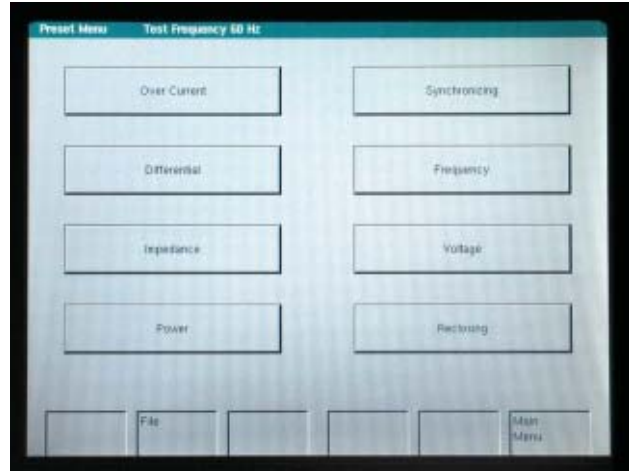 Preset Menu Test Frequency 60 Hz
Over Current Synchronizing
Differential Frequency
Impedance Voltage
Power Reclosing
File Main
Menu